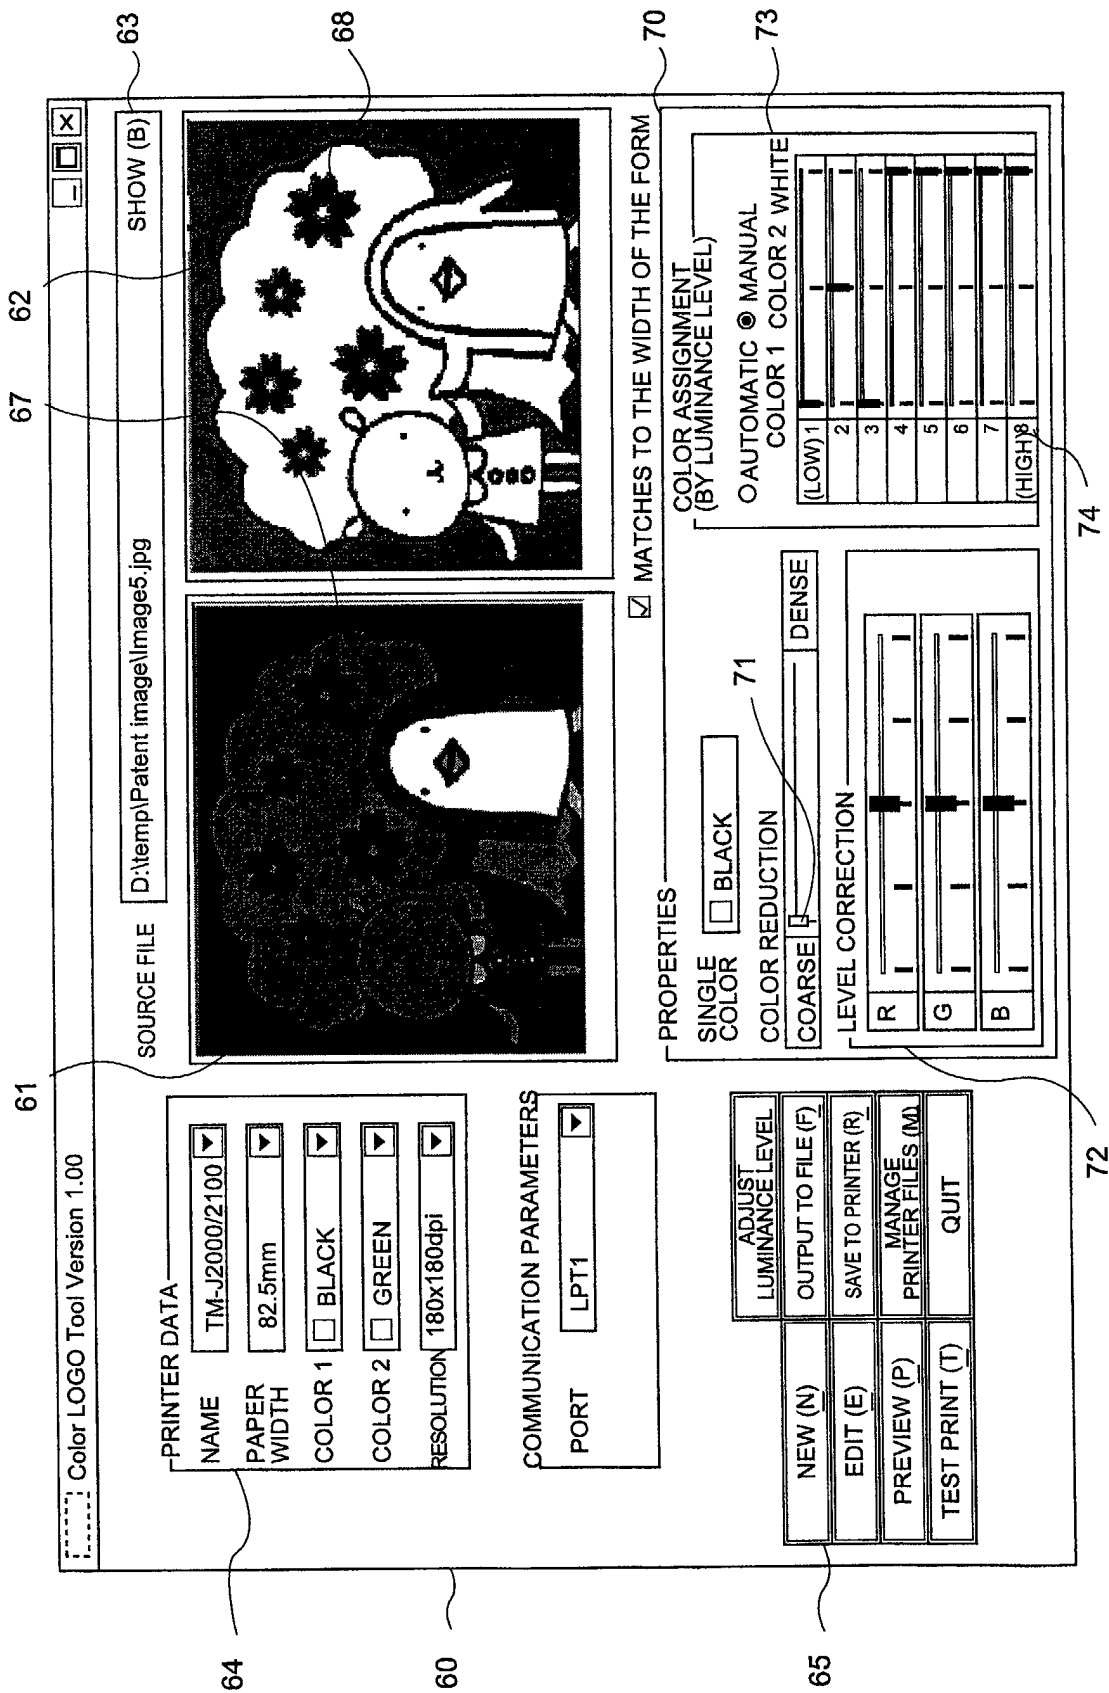 61
67
62
68
63
Color LOGO Tool Version 1.00
SOURCE FILE
D:\temp\Patent image\Image5.jpg
SHOW (B)
PRINTER DATA
NAME
TM-J2000/2100
PAPER
WIDTH
82.5mm
COLOR 1
BLACK
COLOR 2
GREEN
RESOLUTION
180x180dpi
COMMUNICATION PARAMETERS
PORT
LPT1
MATCHES TO THE WIDTH OF THE FORM
PROPERTIES
SINGLE
COLOR
BLACK
COLOR REDUCTION
COARSE
DENSE
LEVEL CORRECTION
R
G
B
COLOR ASSIGNMENT
(BY LUMINANCE LEVEL)
AUTOMATIC
MANUAL
COLOR 1 COLOR 2 WHITE
(LOW) 1
2
3
4
5
6
7
(HIGH) 8
ADJUST
LUMINANCE LEVEL
NEW (N)
OUTPUT TO FILE (F)
EDIT (E)
SAVE TO PRINTER (R)
PREVIEW (P)
MANAGE
PRINTER FILES (M)
TEST PRINT (T)
QUIT
64
60
65
70
71
73
72
74